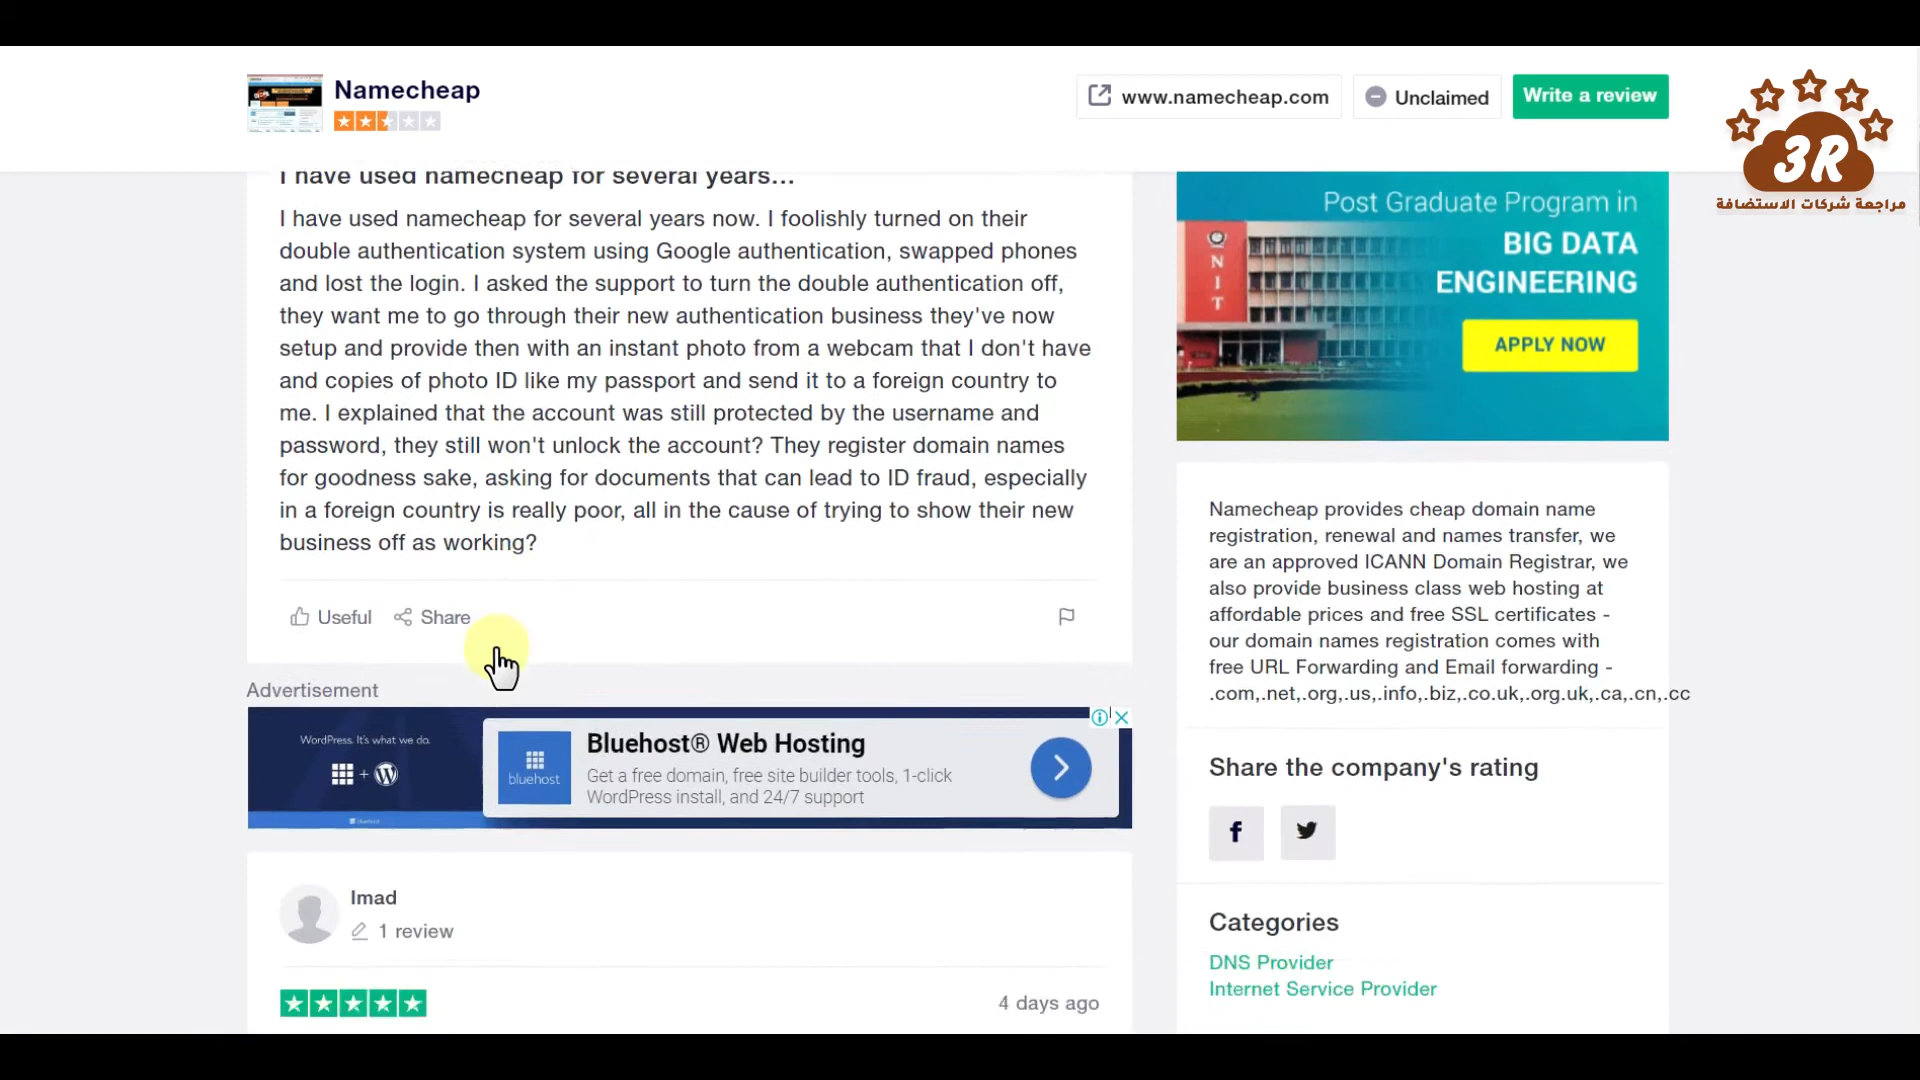 Namecheap
www.namecheap.com
Unclaimed
Write a review
3R
مراجعة شركات الاستضافة
I have used namecheap for several years...
I have used namecheap for several years now. I foolishly turned on their
double authentication system using Google authentication, swapped phones
and lost the login. I asked the support to turn the double authentication off,
they want me to go through their new authentication business they've now
setup and provide then with an instant photo from a webcam that I don't have
and copies of photo ID like my passport and send it to a foreign country to
me. I explained that the account was still protected by the username and
password, they still won't unlock the account? They register domain names
for goodness sake, asking for documents that can lead to ID fraud, especially
in a foreign country is really poor, all in the cause of trying to show their new
business off as working?
Useful
Share
Advertisement
WordPress. It's what we do.
+
bluehost
bluehost
Bluehost® Web Hosting
Get a free domain, free site builder tools, 1-click
WordPress install, and 24/7 support
Imad
1 review
4 days ago
Post Graduate Program in
BIG DATA
ENGINEERING
APPLY NOW
NIIT
Namecheap provides cheap domain name
registration, renewal and names transfer, we
are an approved ICANN Domain Registrar, we
also provide business class web hosting at
affordable prices and free SSL certificates -
our domain names registration comes with
free URL Forwarding and Email forwarding -
.com,.net,.org,.us,.info,.biz,.co.uk,.org.uk,.ca,.cn,.cc
Share the company's rating
Categories
DNS Provider
Internet Service Provider